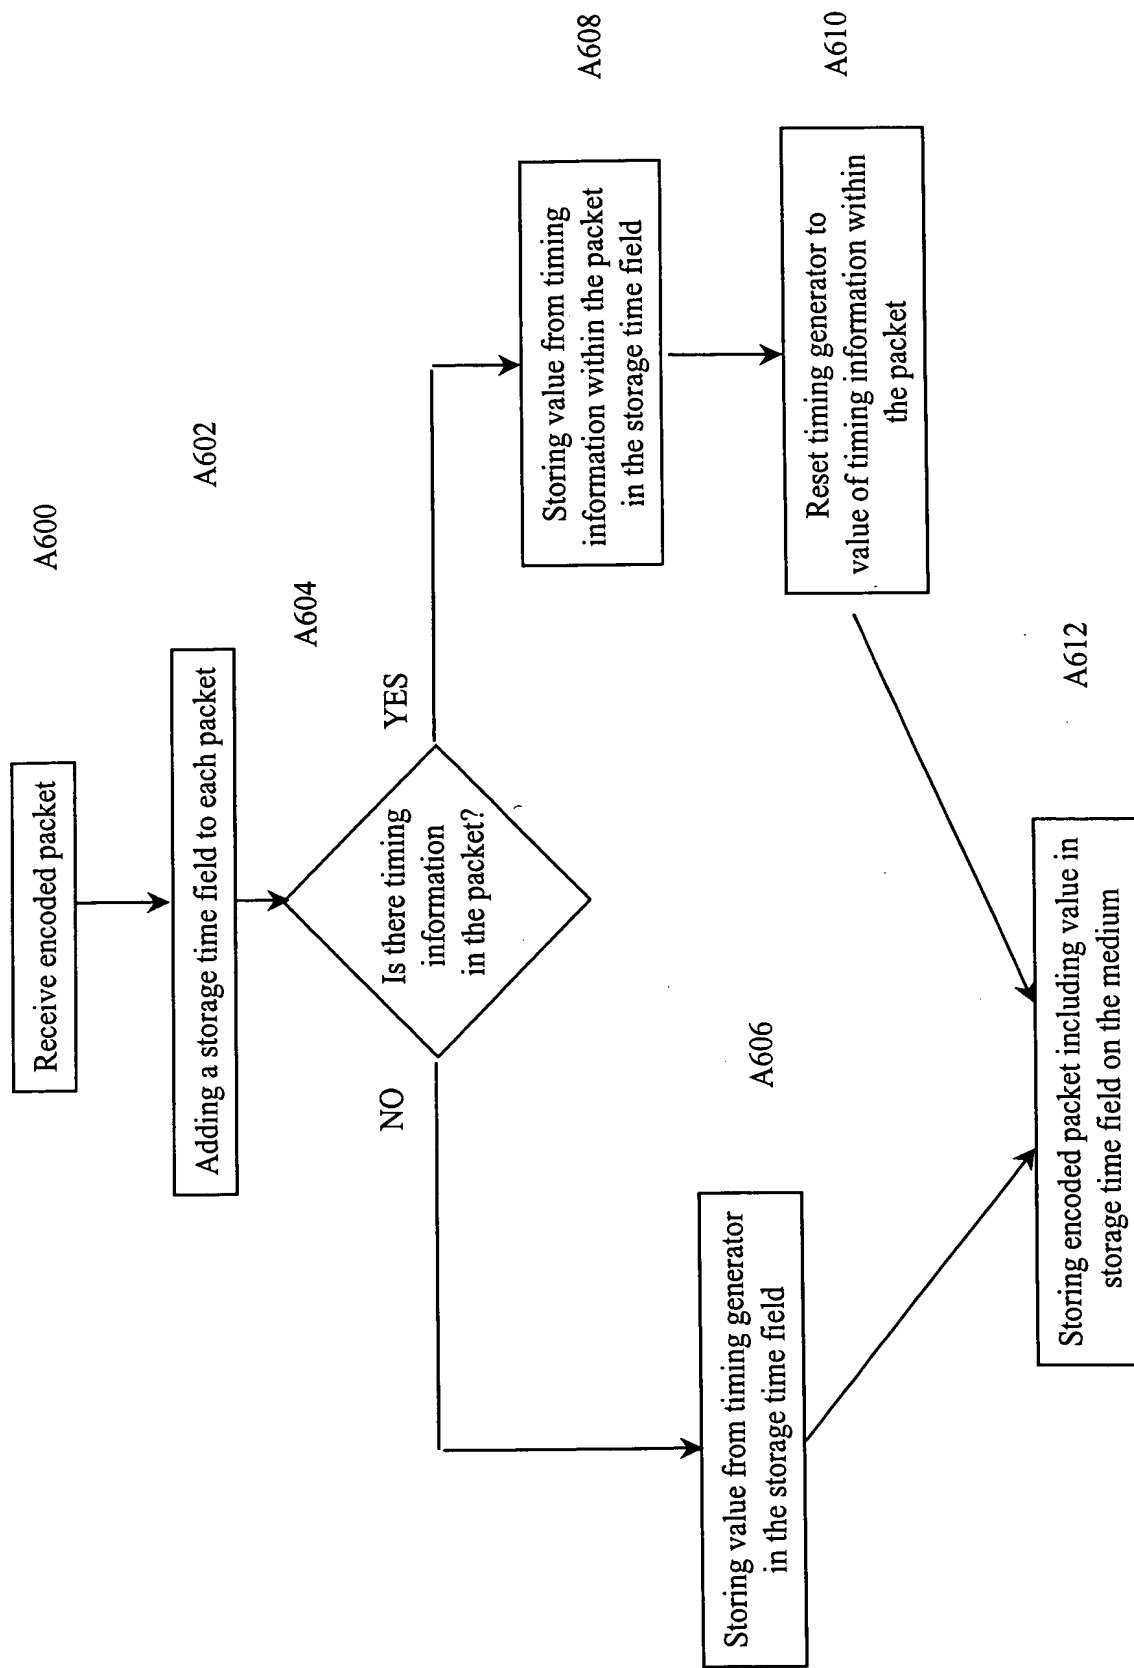 Receive encoded packet
A600
Adding a storage time field to each packet
A602
A604
Is there timing
information
in the packet?
NO
YES
Storing value from timing generator
in the storage time field
A606
Storing value from timing
information within the packet
in the storage time field
A608
Reset timing generator to
value of timing information within
the packet
A610
Storing encoded packet including value in
storage time field on the medium
A612